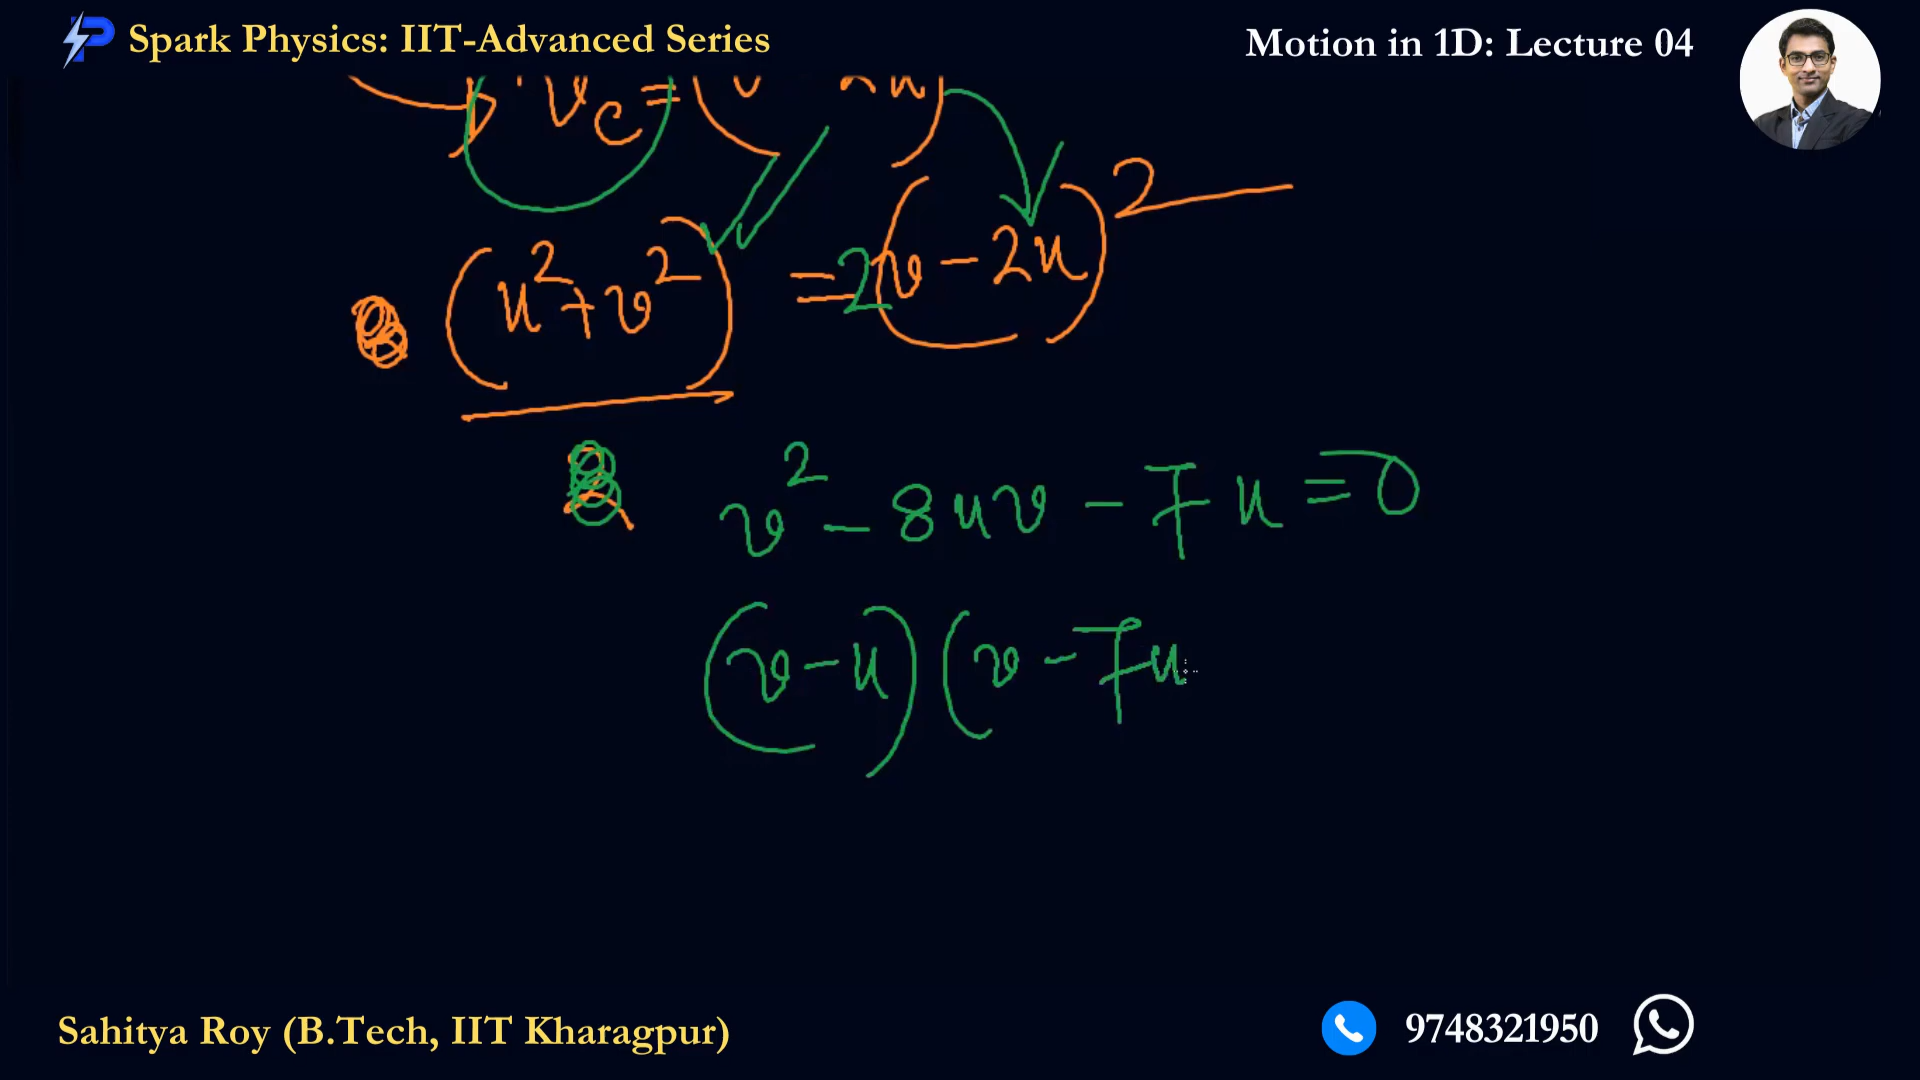 Spark Physics: IIT-Advanced Series
Motion in 1D: Lecture 04
v_C = (
(u² + v²) = 2(v - 2u)²
v² - 8uv - 7u = 0
(v - u)(v - 7u
Sahitya Roy (B.Tech, IIT Kharagpur)
9748321950